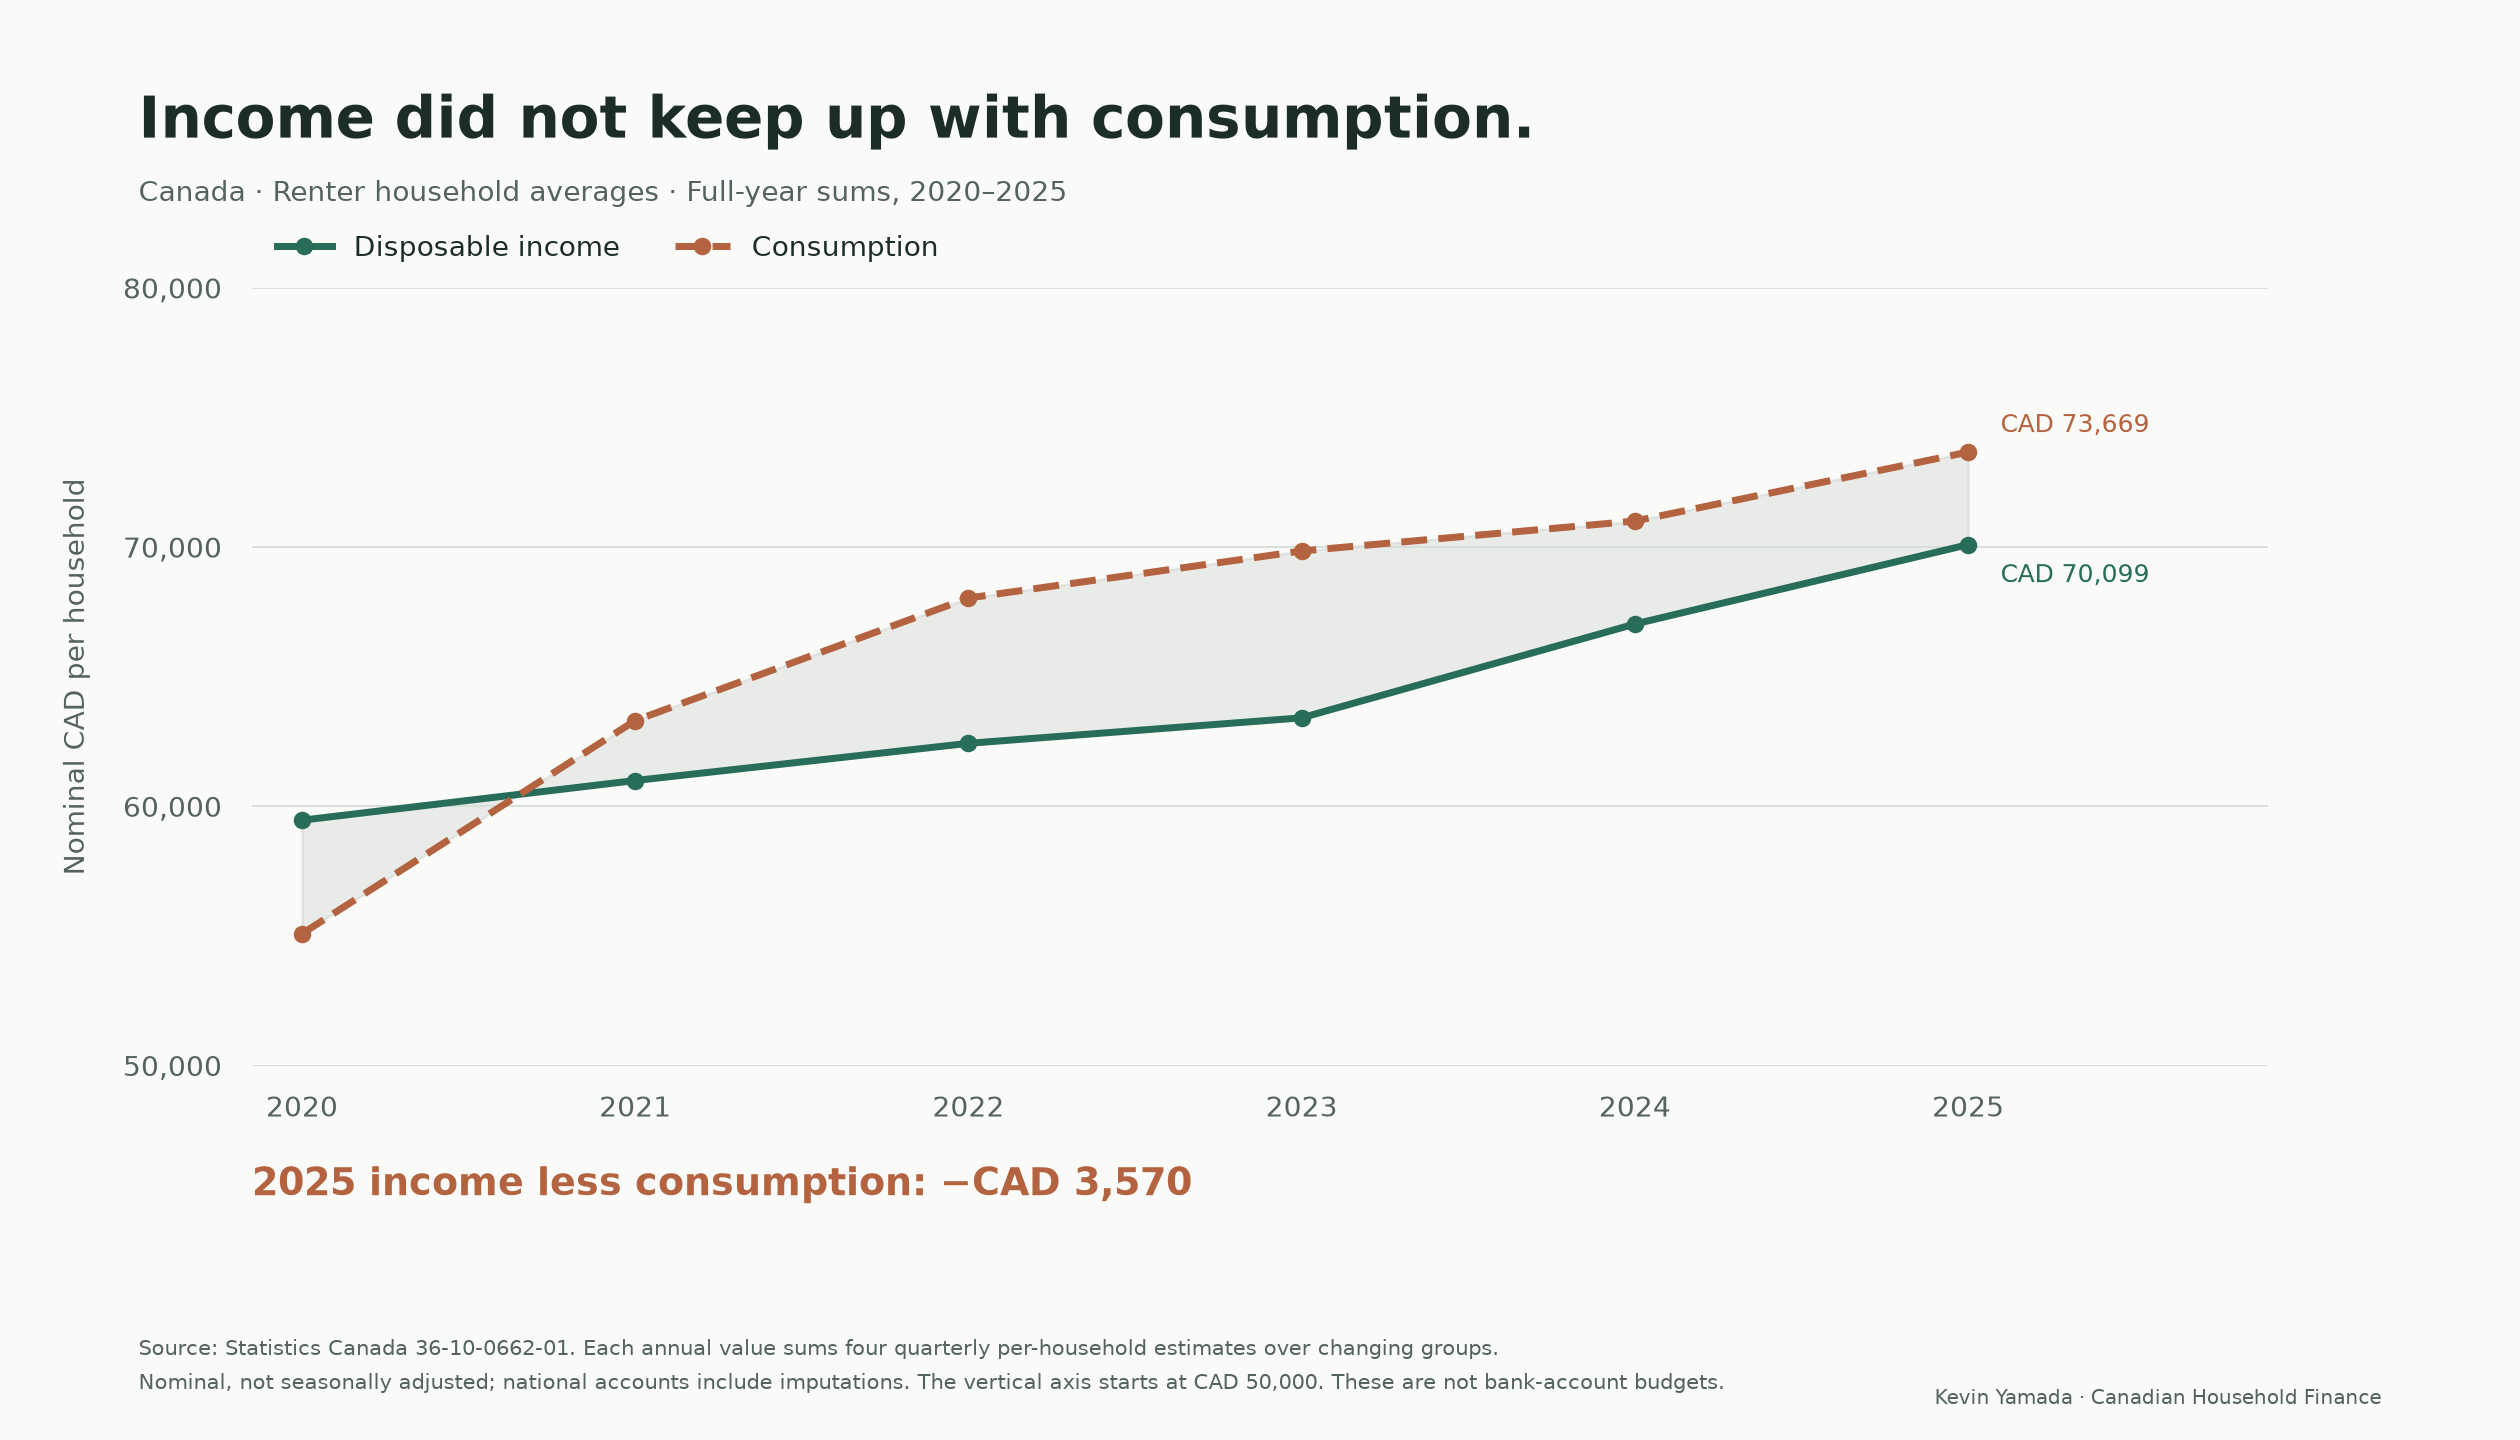 Income did not keep up with consumption.
Canada · Renter household averages · Full-year sums, 2020–2025
Disposable income
Consumption
80,000
70,000
60,000
50,000
Nominal CAD per household
CAD 73,669
CAD 70,099
2020
2021
2022
2023
2024
2025
2025 income less consumption: −CAD 3,570
Source: Statistics Canada 36-10-0662-01. Each annual value sums four quarterly per-household estimates over changing groups.
Nominal, not seasonally adjusted; national accounts include imputations. The vertical axis starts at CAD 50,000. These are not bank-account budgets.
Kevin Yamada · Canadian Household Finance